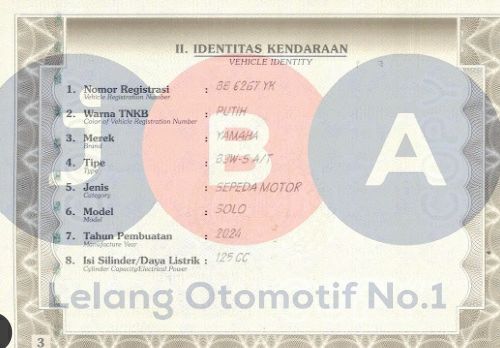 II. IDENTITAS KENDARAAN
VEHICLE IDENTITY
1. Nomor Registrasi : BE 6267 YK
Vehicle Registration Number
2. Warna TNKB : PUTIH
Color of Vehicle Registration Number
3. Merek : YAMAHA
Brand
4. Tipe : B3W-S A/T
Type
5. Jenis : SEPEDA MOTOR
Category
6. Model : SOLO
Model
7. Tahun Pembuatan : 2024
Manufacture Year
8. Isi Silinder/Daya Listrik : 125 CC
Cylinder Capacity/Electrical Power
J B A
Lelang Otomotif No.1
3